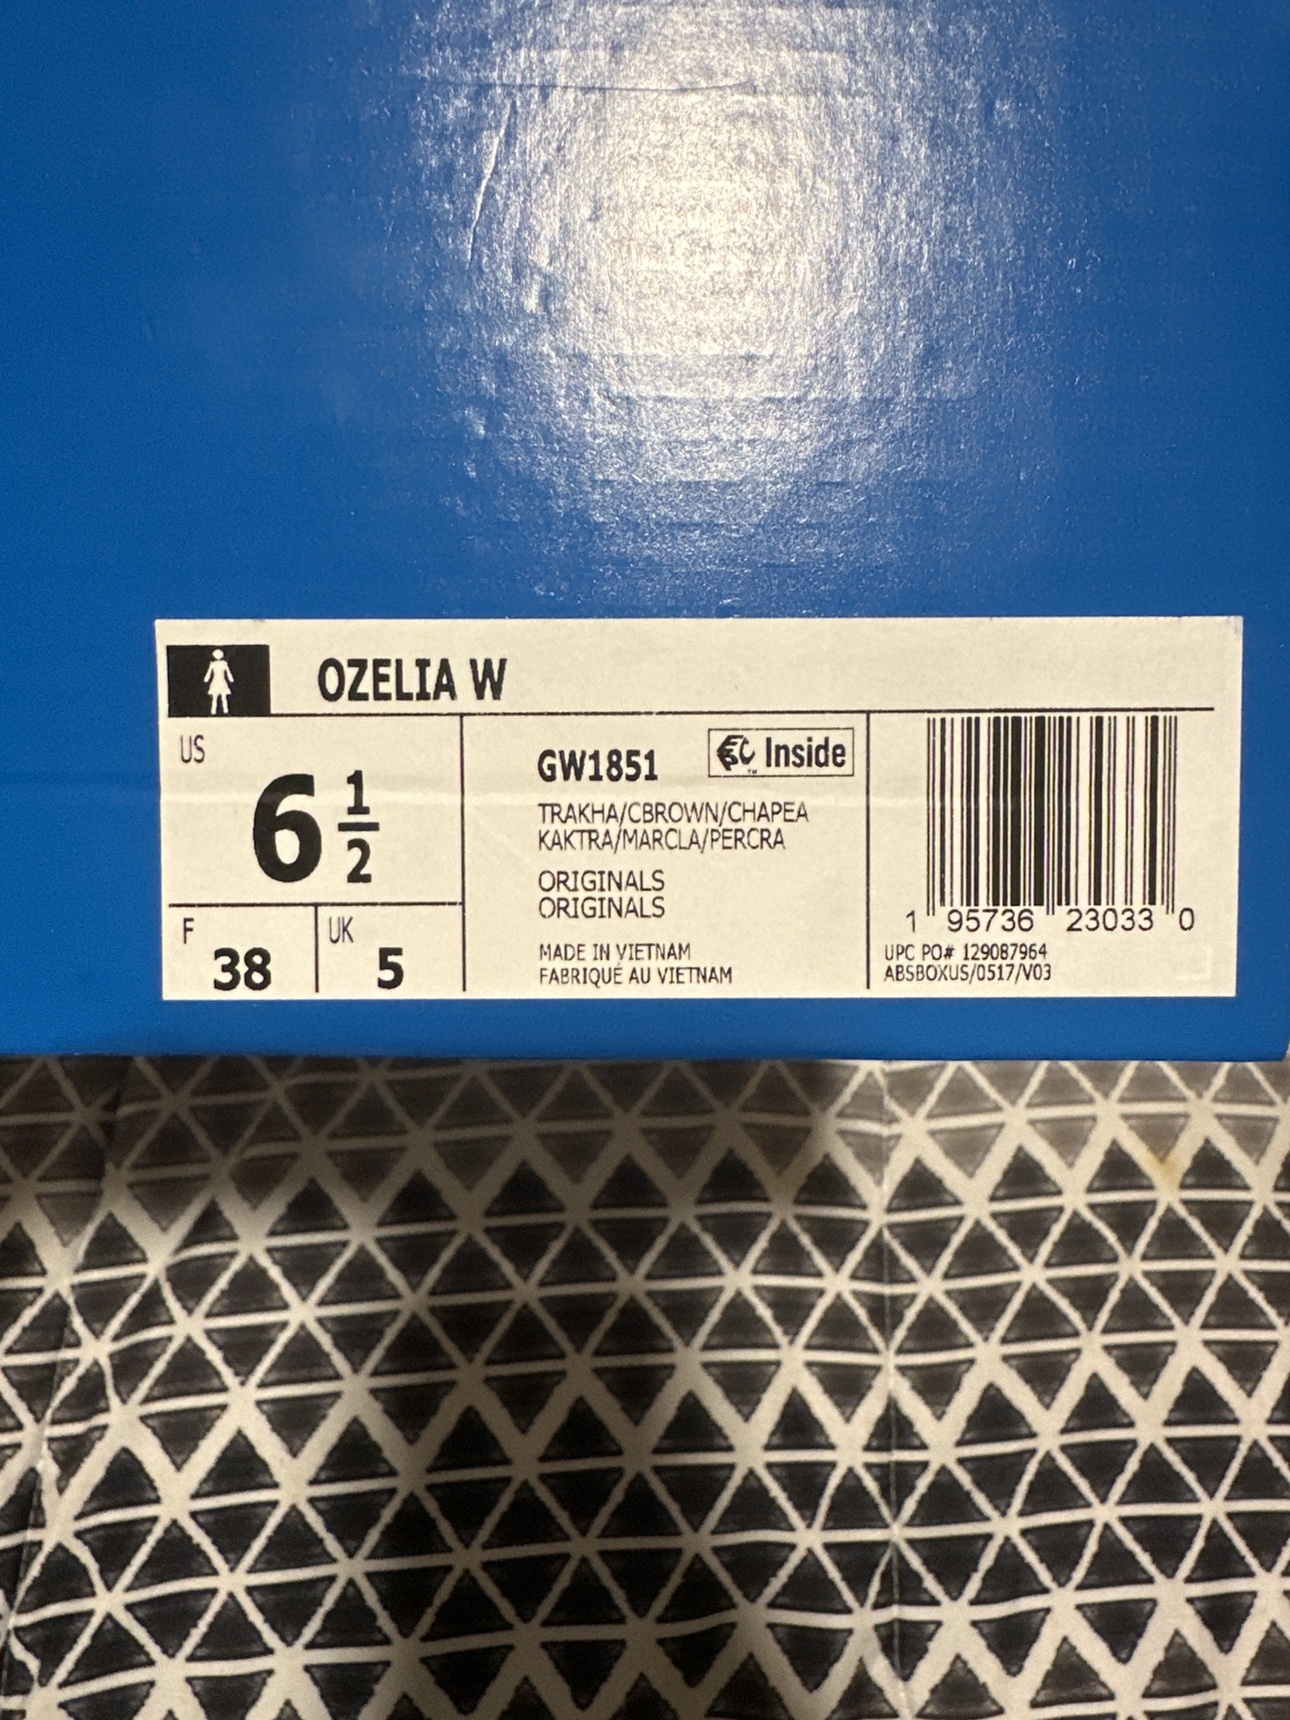 OZELIA W
US
6 1/2
F
38
UK
5
GW1851
Inside
TRAKHA/CBROWN/CHAPEA
KAKTRA/MARCLA/PERCRA
ORIGINALS
ORIGINALS
MADE IN VIETNAM
FABRIQUÉ AU VIETNAM
1 95736 23033 0
UPC PO# 129087964
ABSBOXUS/0517/V03